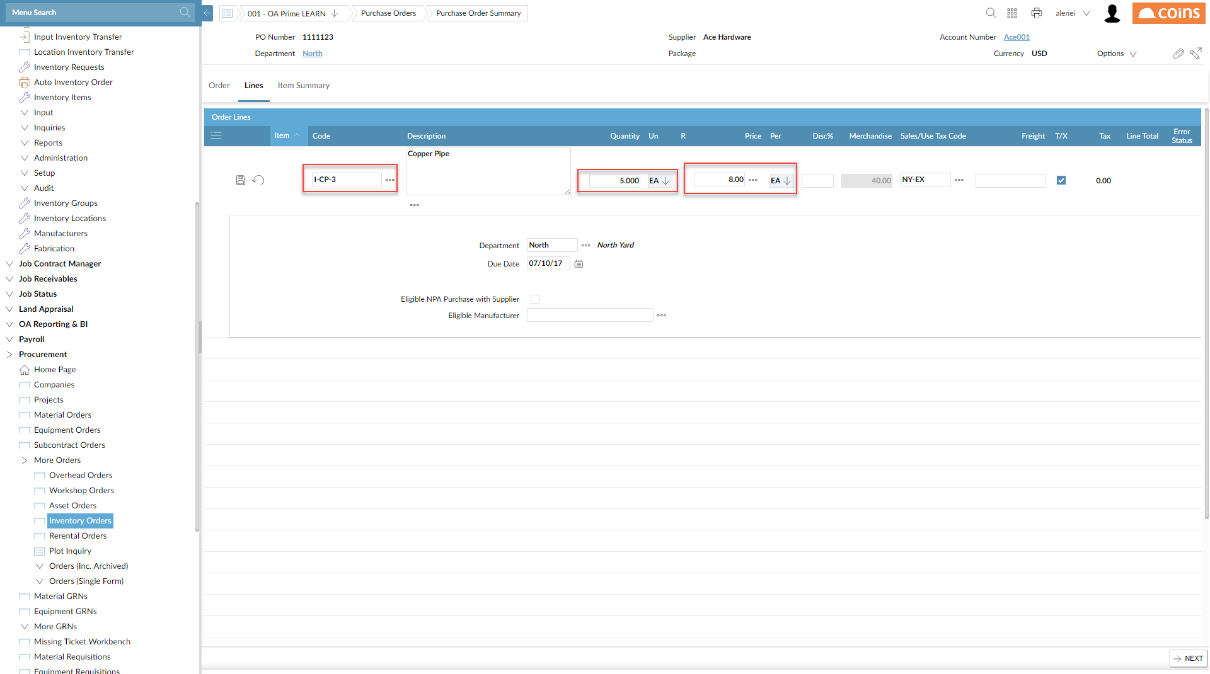 Menu Search
Input Inventory Transfer
Location Inventory Transfer
Inventory Requests
Auto Inventory Order
Inventory Items
Input
Inquiries
Reports
Administration
Setup
Audit
Inventory Groups
Inventory Locations
Manufacturers
Fabrication
Job Contract Manager
Job Receivables
Job Status
Land Appraisal
OA Reporting & BI
Payroll
Procurement
Home Page
Companies
Projects
Material Orders
Equipment Orders
Subcontract Orders
More Orders
Overhead Orders
Workshop Orders
Asset Orders
Inventory Orders
Rerental Orders
Plot Inquiry
Orders (Inc. Archived)
Orders (Single Form)
Material GRNs
Equipment GRNs
More GRNs
Missing Ticket Workbench
Material Requisitions
Equipment Requisitions
001 - OA Prime LEARN Purchase Orders Purchase Order Summary
alenei coins
PO Number 1111123 Supplier Ace Hardware Account Number Ace001
Department North Package Currency USD Options
Order Lines Item Summary
Order Lines
Item Code Description Quantity Un R Price Per Disc% Merchandise Sales/Use Tax Code Freight T/X Tax Line Total Error Status
Copper Pipe
I-CP-3 5.000 EA 8.00 EA 40.00 NY-EX 0.00
Department North North Yard
Due Date 07/10/17
Eligible NPA Purchase with Supplier
Eligible Manufacturer
NEXT